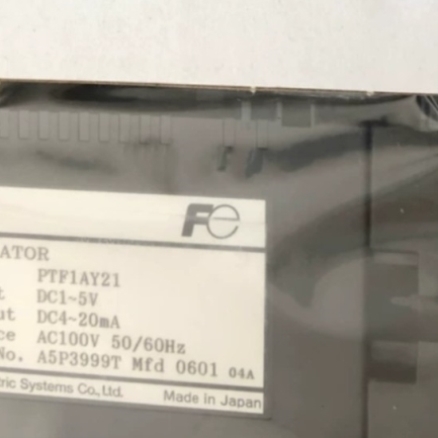 Fe
ATOR
PTF1AY21
t DC1~5V
ut DC4~20mA
ce AC100V 50/60Hz
No. A5P3999T Mfd 0601 04A
ric Systems Co., Ltd. Made in Japan